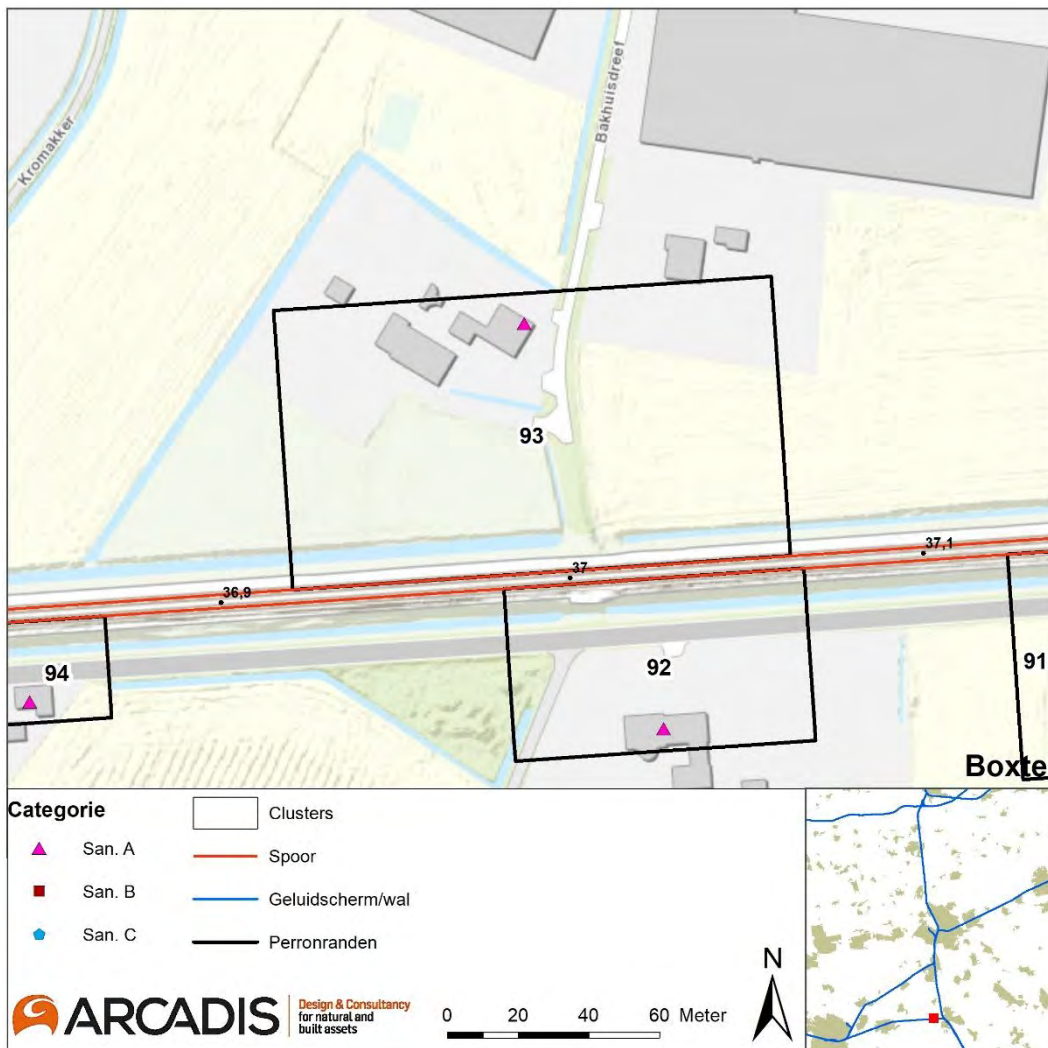 Kromakker
Bakhuisdreef
93
37,1
37
36,9
94
92
91
Boxte
Categorie
San. A
San. B
San. C
Clusters
Spoor
Geluidscherm/wal
Perronranden
N
ARCADIS
Design & Consultancy
for natural and
built assets
0 20 40 60 Meter